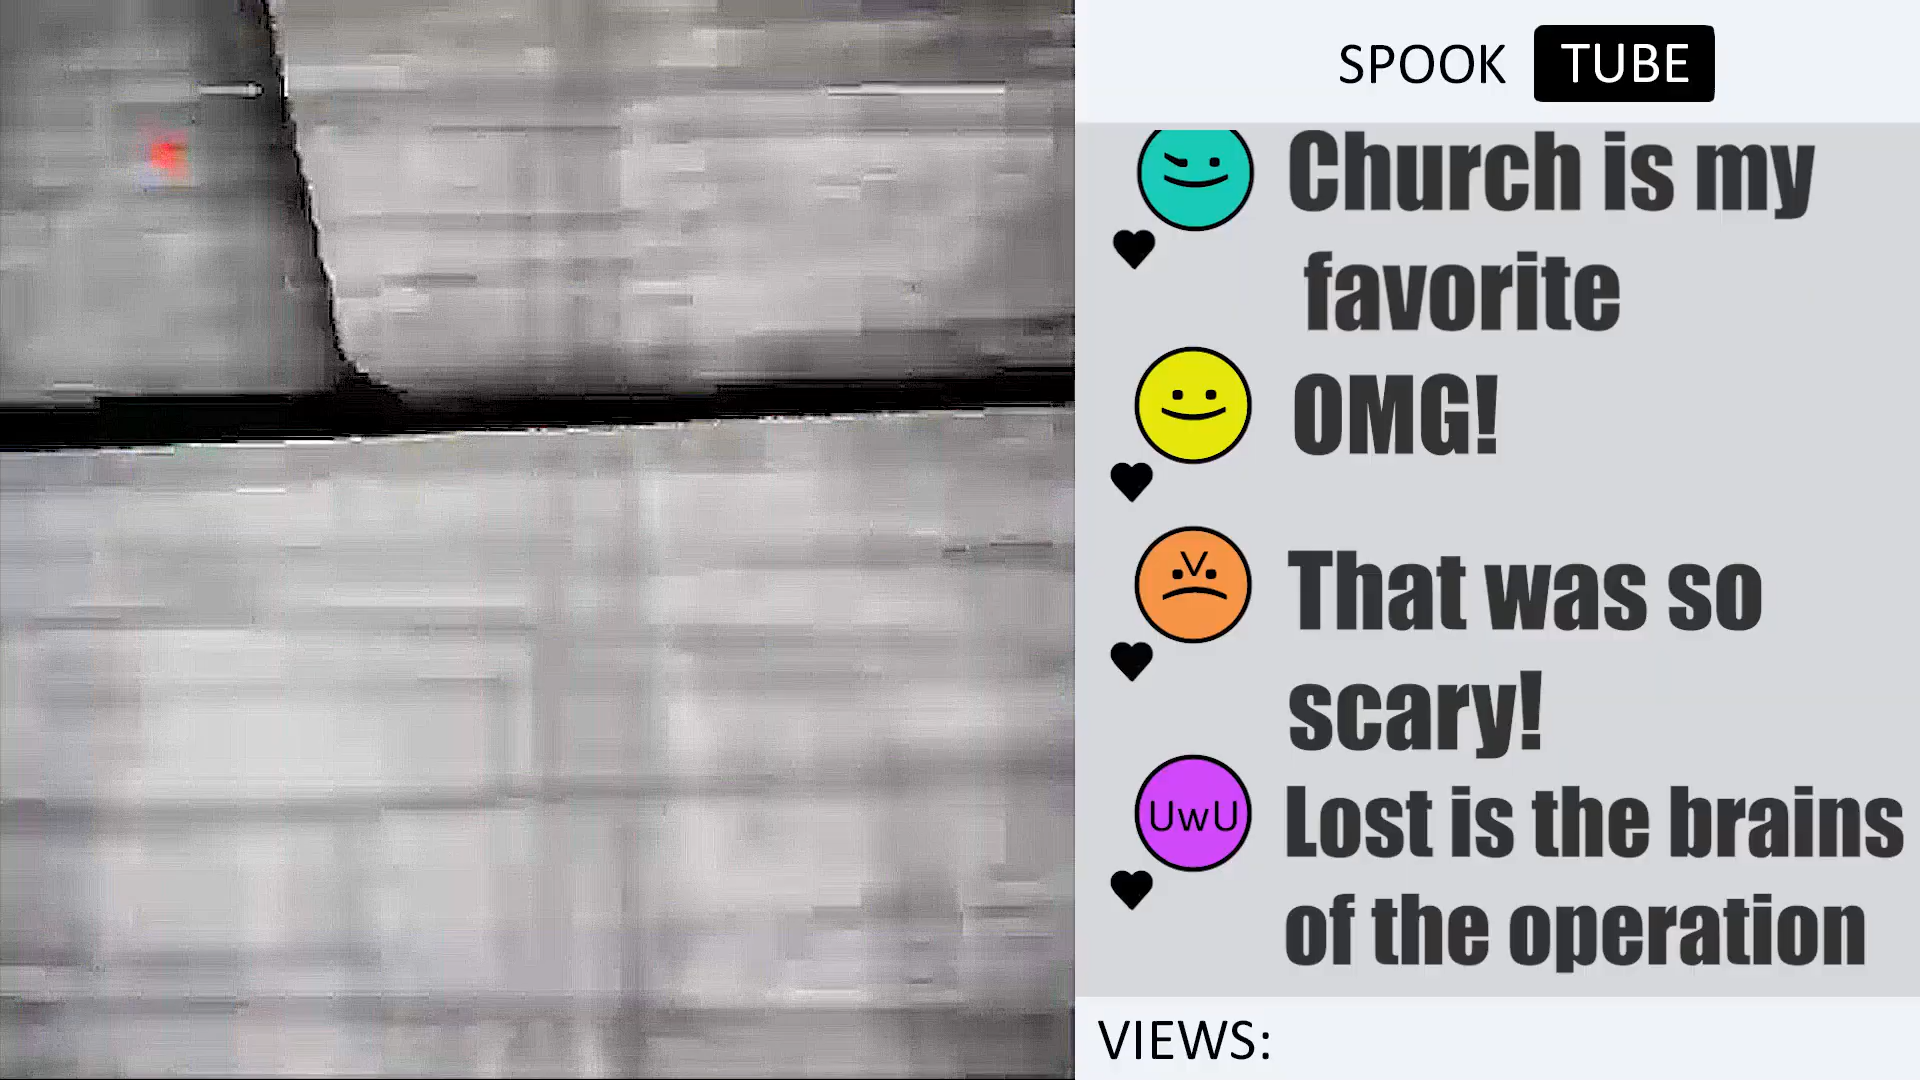 SPOOK TUBE
Church is my
favorite
OMG!
That was so
scary!
UwU
Lost is the brains
of the operation
VIEWS: